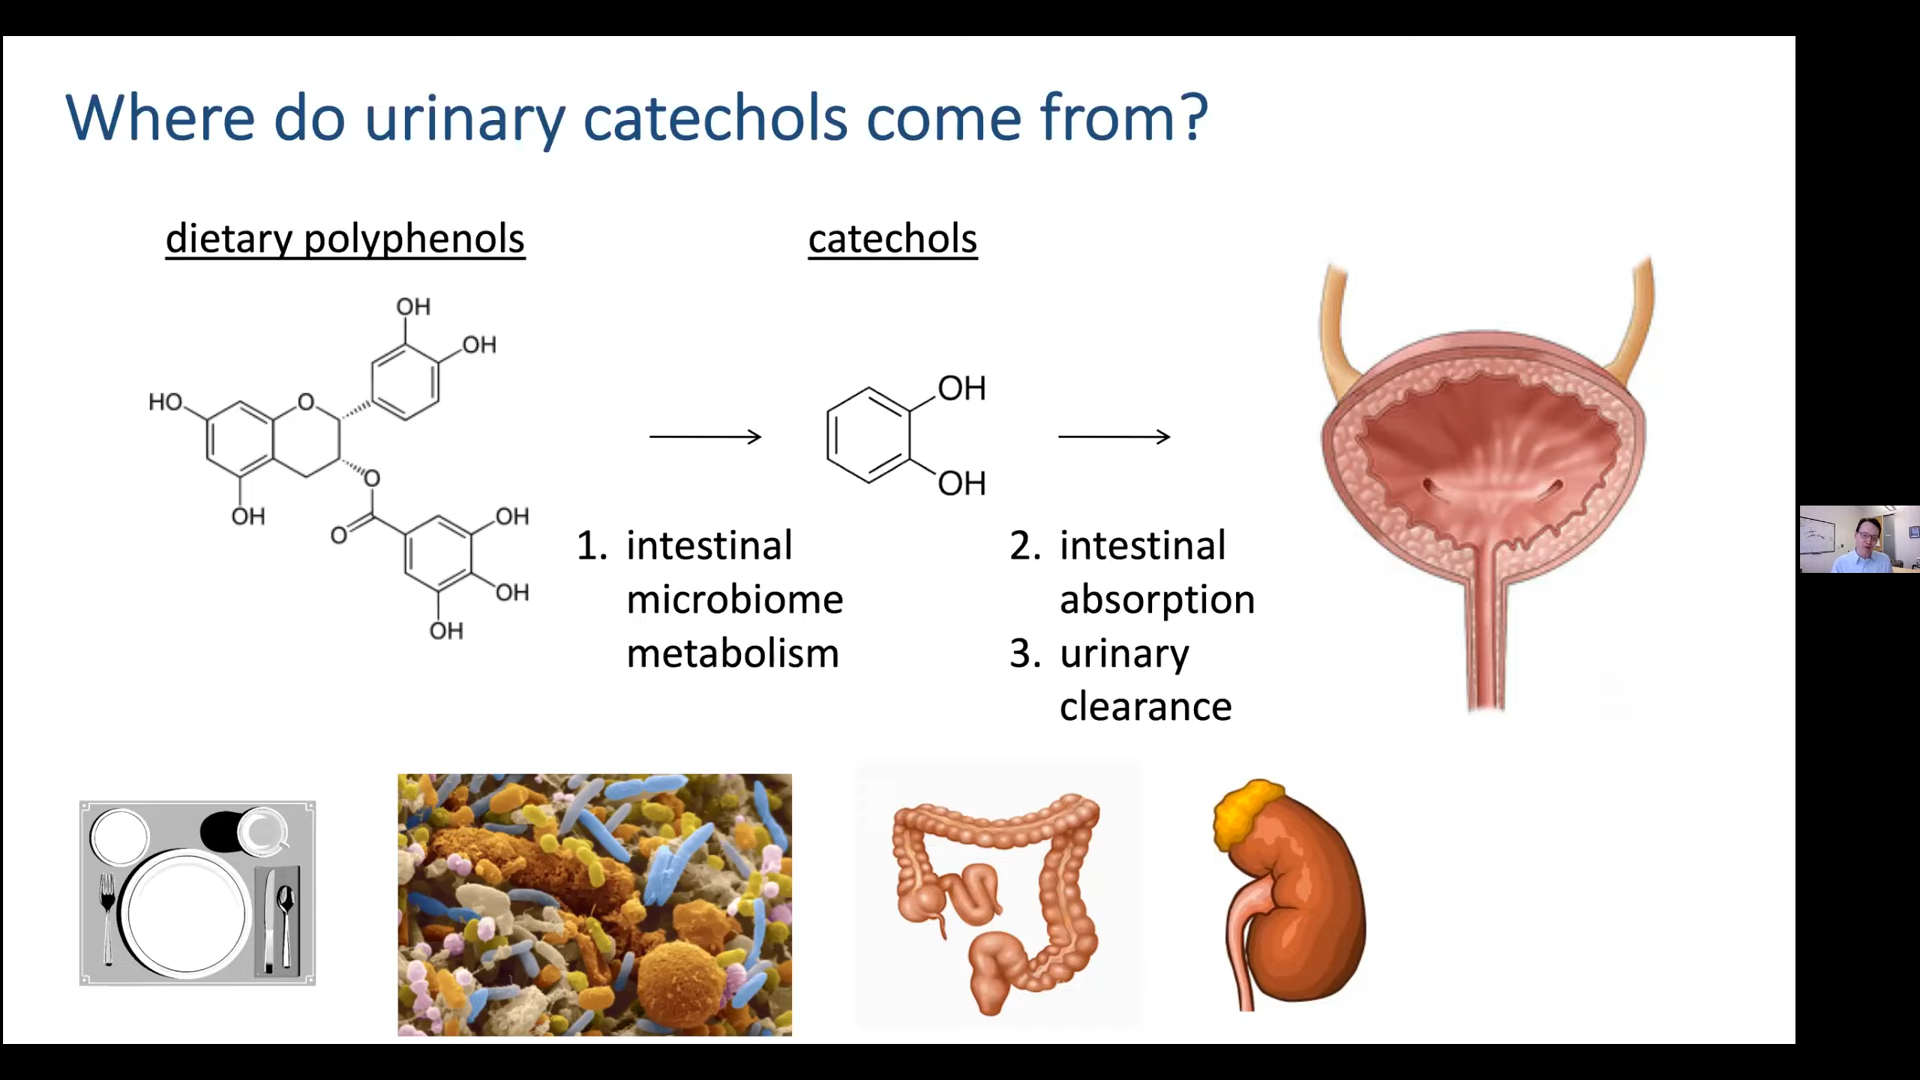 Where do urinary catechols come from?
dietary polyphenols
catechols
OH
OH
HO
O
O
OH
O
OH
OH
OH
OH
OH
1. intestinal
microbiome
metabolism
2. intestinal
absorption
3. urinary
clearance